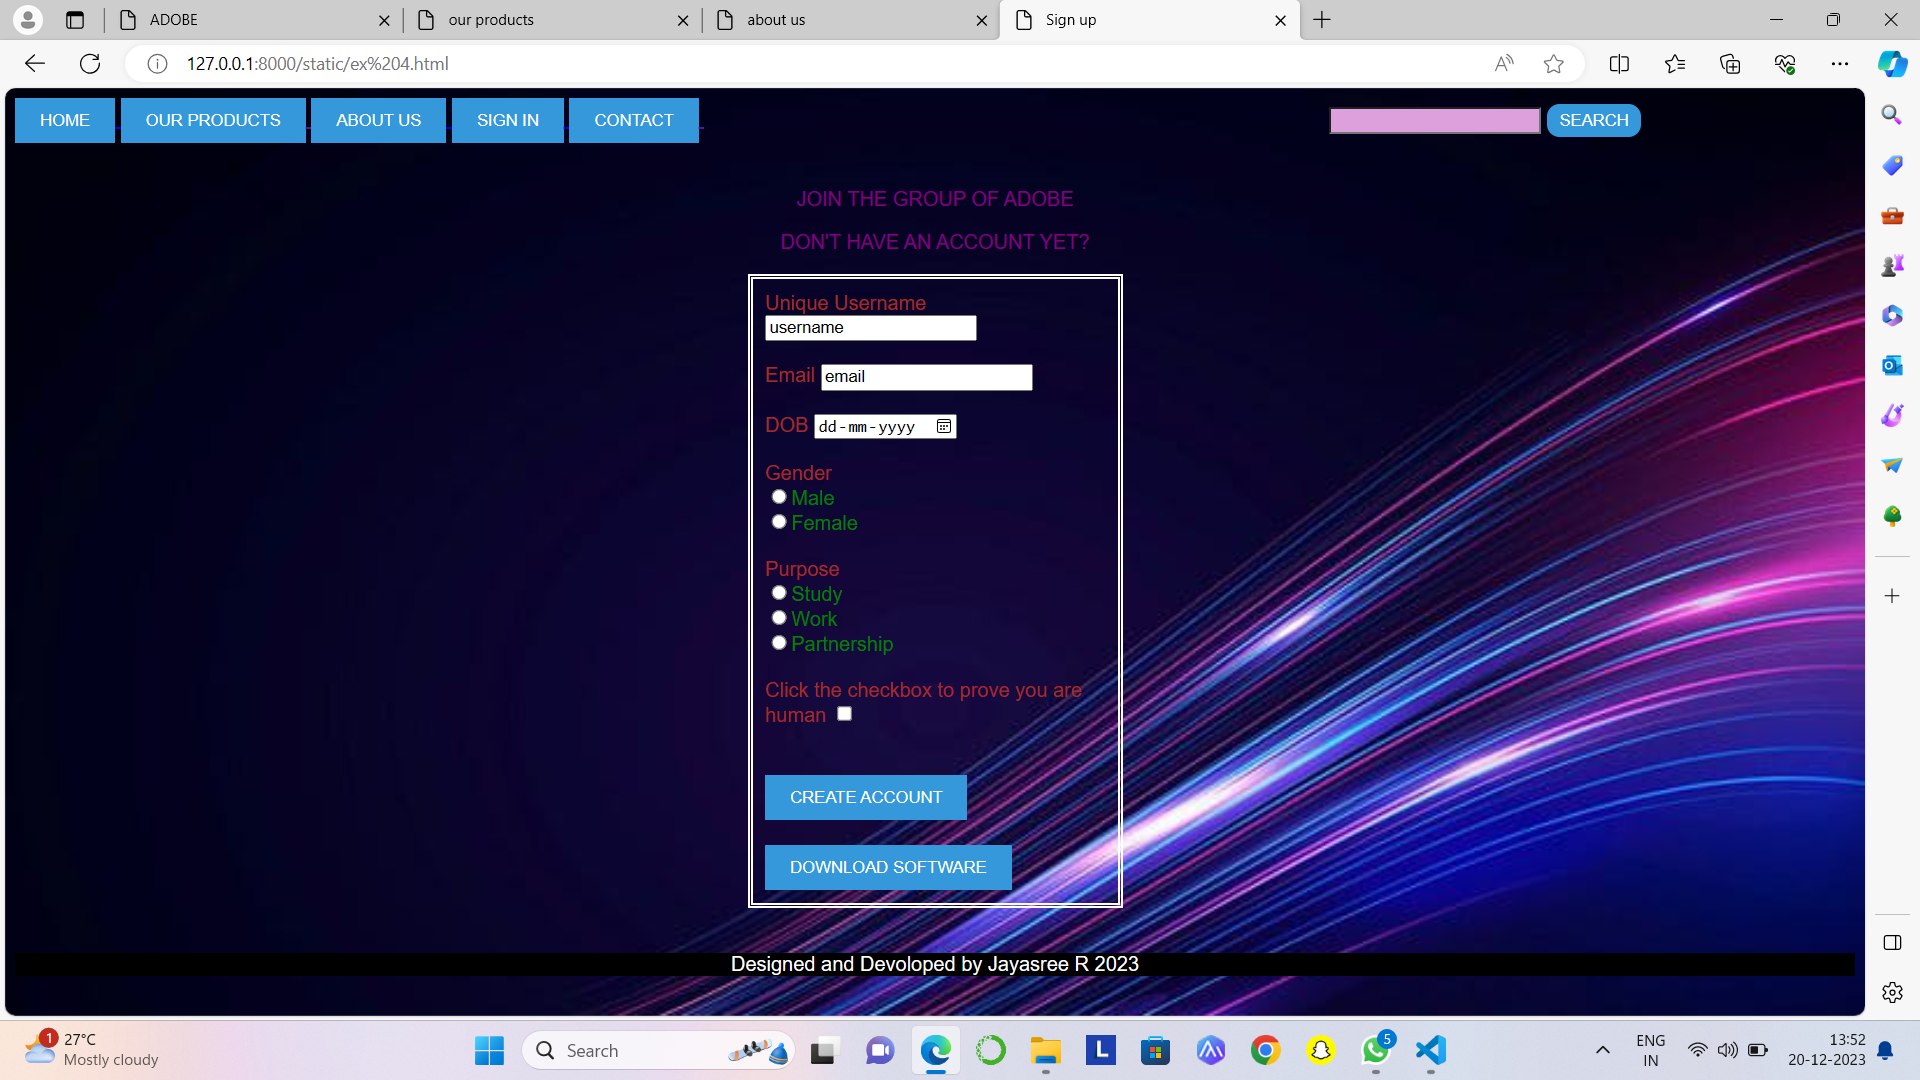 ADOBE
our products
about us
Sign up
127.0.0.1:8000/static/ex%204.html
HOME
OUR PRODUCTS
ABOUT US
SIGN IN
CONTACT
SEARCH
JOIN THE GROUP OF ADOBE
DON'T HAVE AN ACCOUNT YET?
Unique Username
username
Email email
DOB dd-mm-yyyy
Gender
Male
Female
Purpose
Study
Work
Partnership
Click the checkbox to prove you are
human
CREATE ACCOUNT
DOWNLOAD SOFTWARE
Designed and Devoloped by Jayasree R 2023
1
27°C
Mostly cloudy
Search
L
5
ENG
IN
13:52
20-12-2023